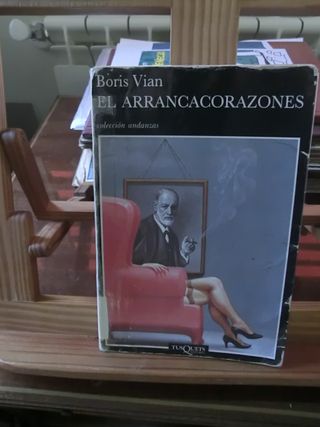 Boris Vian
EL ARRANCACORAZONES
colección andanzas
TUSQUETS